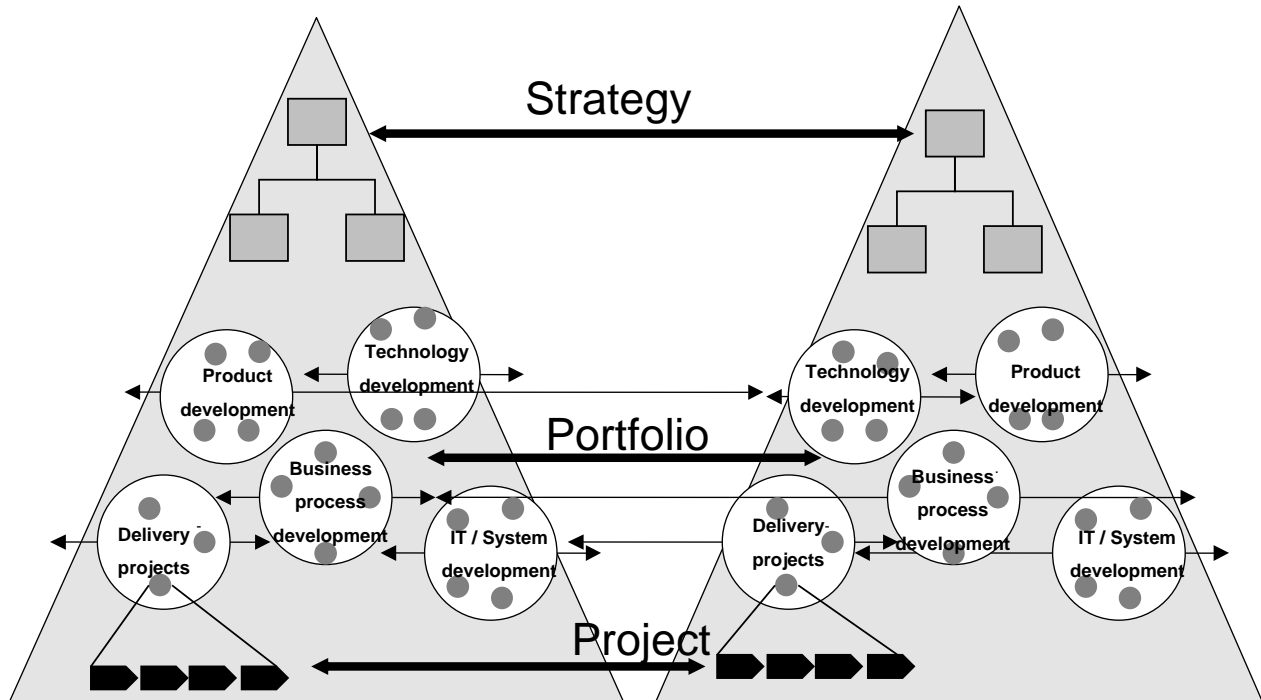 Strategy
Technology
development
Product
development
Technology
development
Product
development
Portfolio
Business
process
development
Business
process
development
Delivery -
projects
IT / System
development
Delivery-
projects
IT / System
development
Project